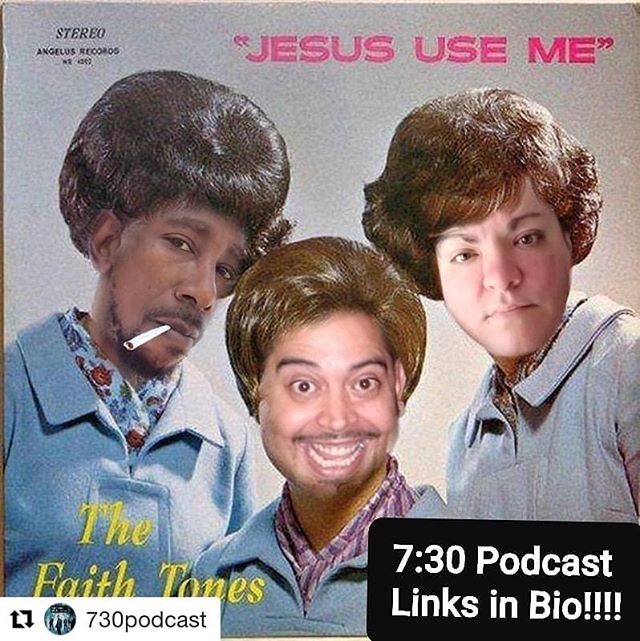 STEREO
ANGELUS RECORDS
"JESUS USE ME"
The
Faith Tones
7:30 Podcast
Links in Bio!!!!
730podcast